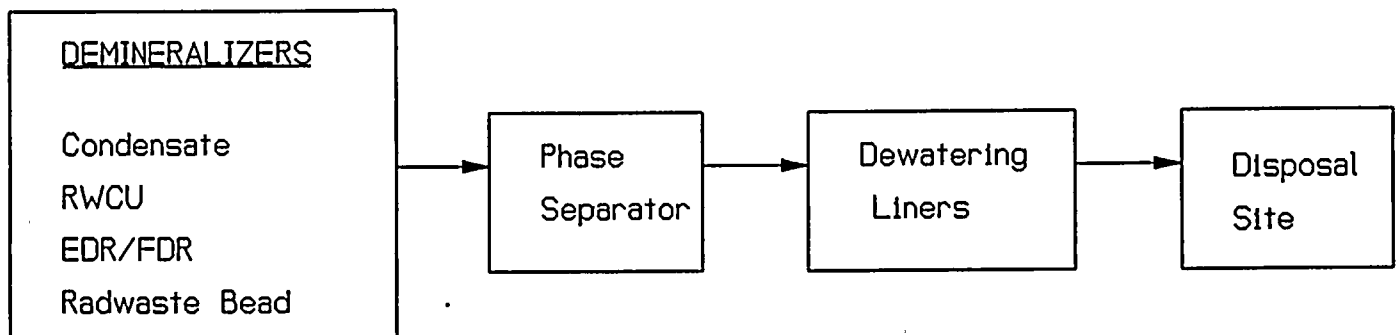 DEMINERALIZERS
Condensate
RWCU
EDR/FDR
Radwaste Bead
Phase
Separator
Dewatering
Liners
Disposal
Site